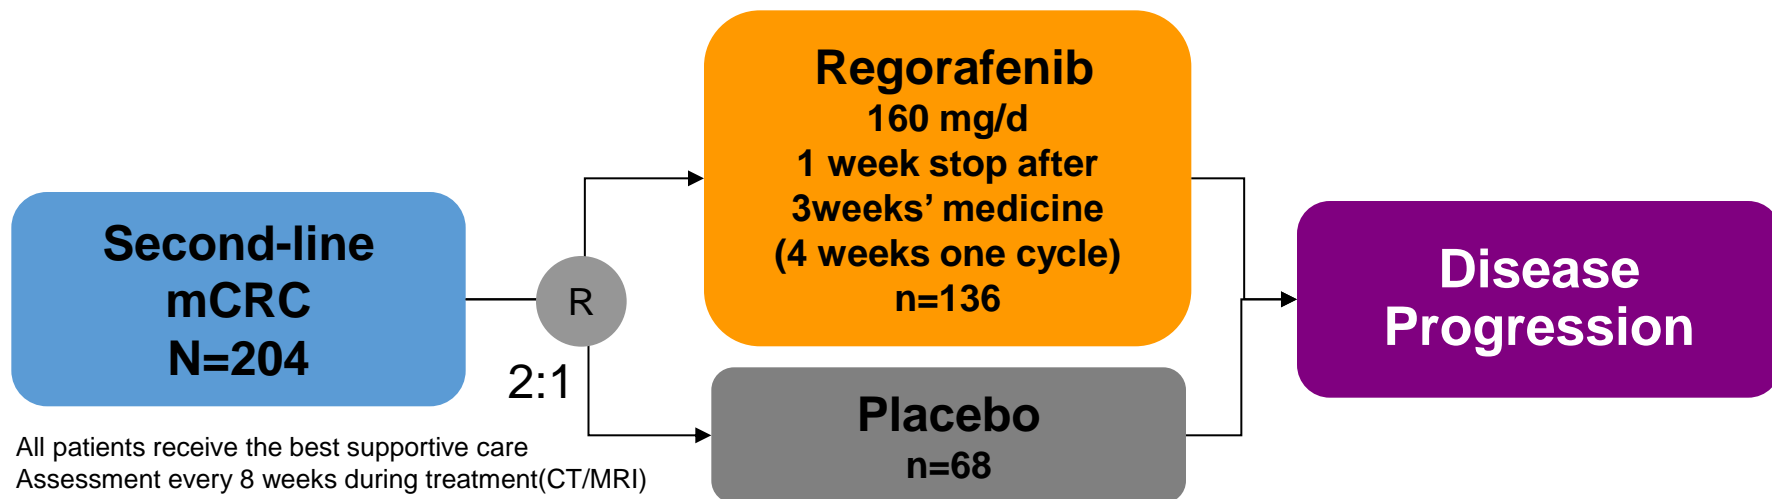 Second-line
mCRC
N=204
R
2:1
Regorafenib
160 mg/d
1 week stop after
3weeks’ medicine
(4 weeks one cycle)
n=136
Placebo
n=68
Disease
Progression
All patients receive the best supportive care
Assessment every 8 weeks during treatment(CT/MRI)